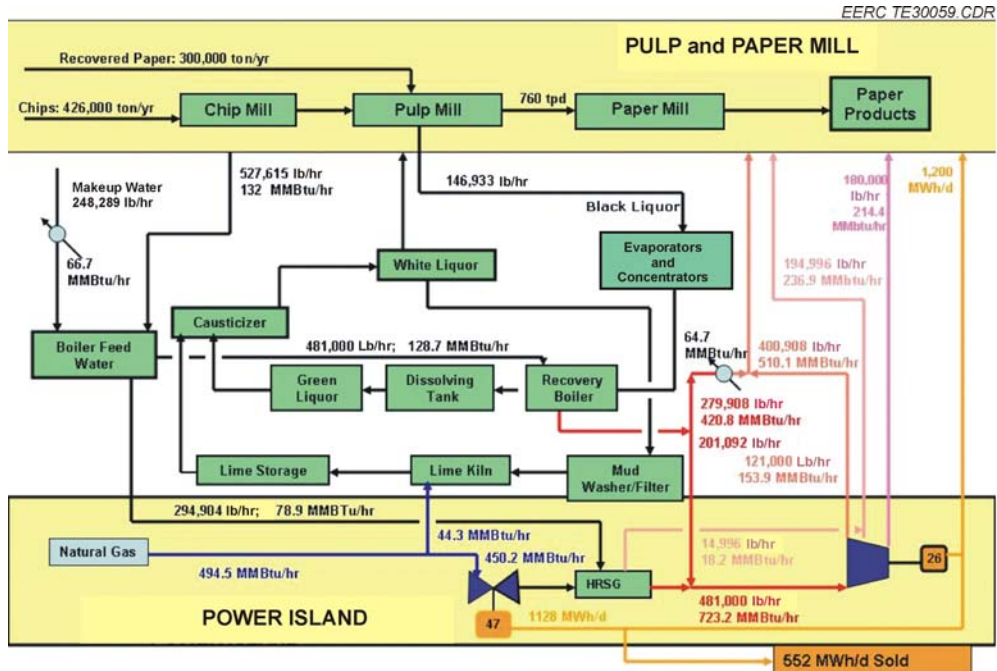 EERC TE30059.CDR
PULP and PAPER MILL
Recovered Paper: 300,000 ton/yr
Chips: 426,000 ton/yr
Chip Mill
Pulp Mill
760 tpd
Paper Mill
Paper
Products
Makeup Water
248,289 lb/hr
66.7
MMBtu/hr
527,615 lb/hr
132 MMBtu/hr
146,933 lb/hr
Black Liquor
180,000
lb/hr
214.4
MMbtu/hr
1,200
MWh/d
White Liquor
Evaporators
and
Concentrators
194,996 lb/hr
236.9 MMBtu/hr
Causticizer
Boiler Feed
Water
481,000 Lb/hr; 128.7 MMBtu/hr
64.7
MMBtu/hr
400,908 lb/hr
510.1 MMBtu/hr
Green
Liquor
Dissolving
Tank
Recovery
Boiler
279,908 lb/hr
420.8 MMBtu/hr
201,092 lb/hr
121,000 Lb/hr
153.9 MMBtu/hr
Lime Storage
Lime Kiln
Mud
Washer/Filter
294,904 lb/hr; 78.9 MMBTu/hr
44.3 MMBtu/hr
Natural Gas
494.5 MMBtu/hr
450.2 MMBtu/hr
HRSG
14,996 lb/hr
18.2 MMBtu/hr
26
481,000 lb/hr
723.2 MMBtu/hr
POWER ISLAND
47
1128 MWh/d
552 MWh/d Sold